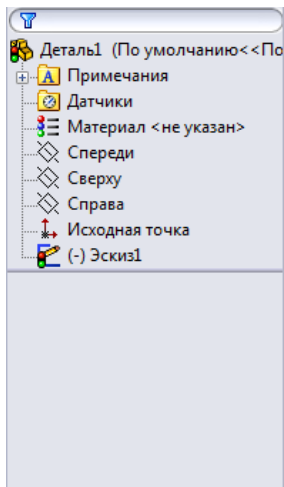 Деталь1 (По умолчанию<<По
Примечания
Датчики
Материал <не указан>
Спереди
Сверху
Справа
Исходная точка
(-) Эскиз1